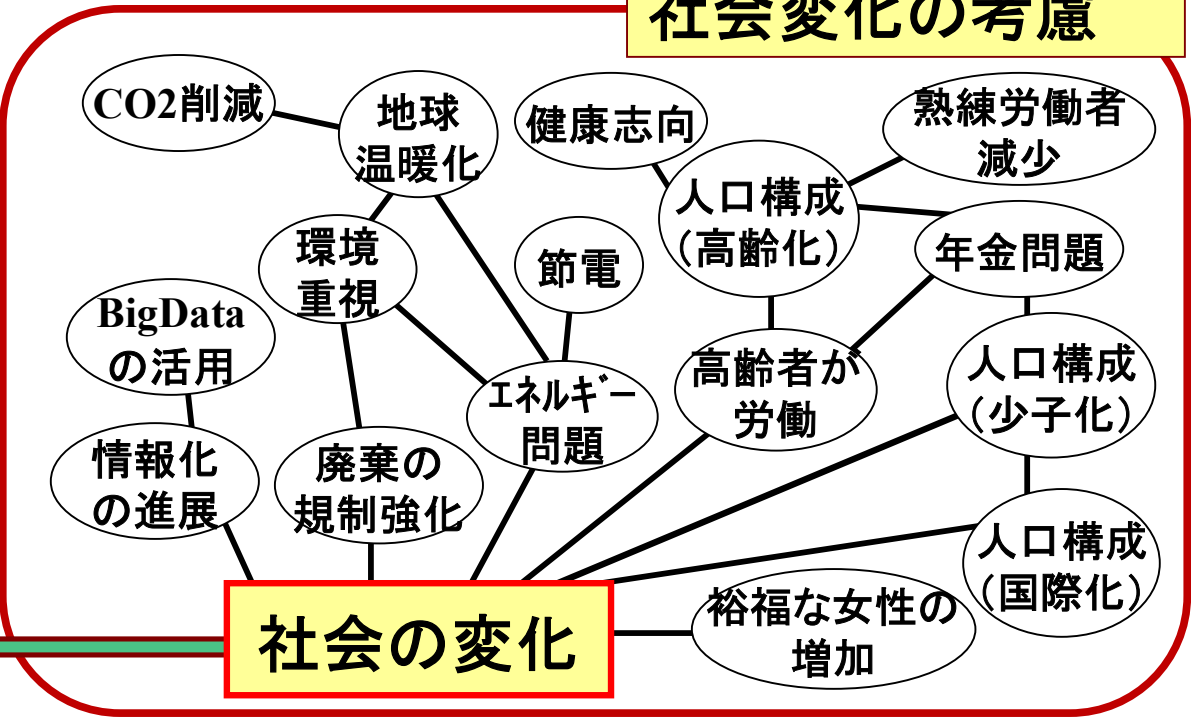 社会変化の考慮
CO2削減
地球
温暖化
健康志向
熟練労働者
減少
人口構成
(高齢化)
年金問題
環境
重視
節電
BigData
の活用
エネルギー
問題
高齢者が
労働
人口構成
(少子化)
情報化
の進展
廃棄の
規制強化
人口構成
(国際化)
裕福な女性の
増加
社会の変化